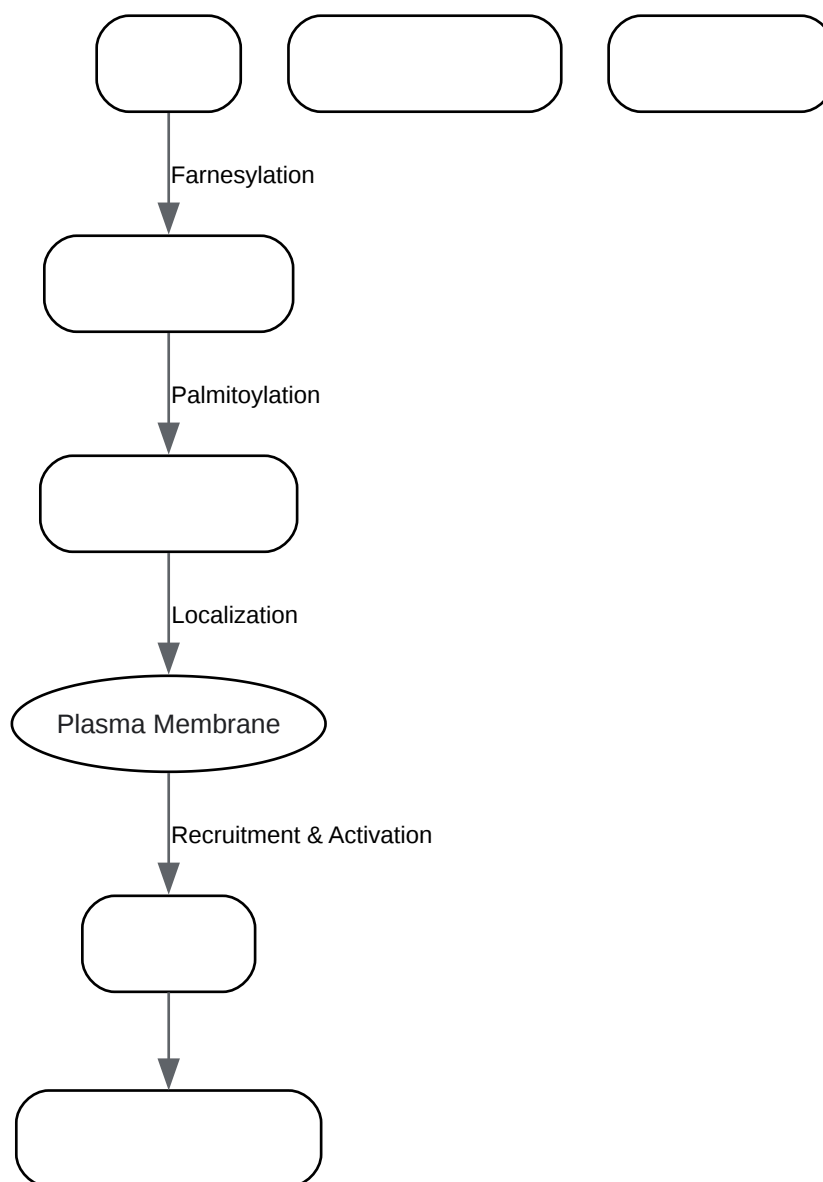 Farnesylation
Palmitoylation
Localization
Plasma Membrane
Recruitment & Activation